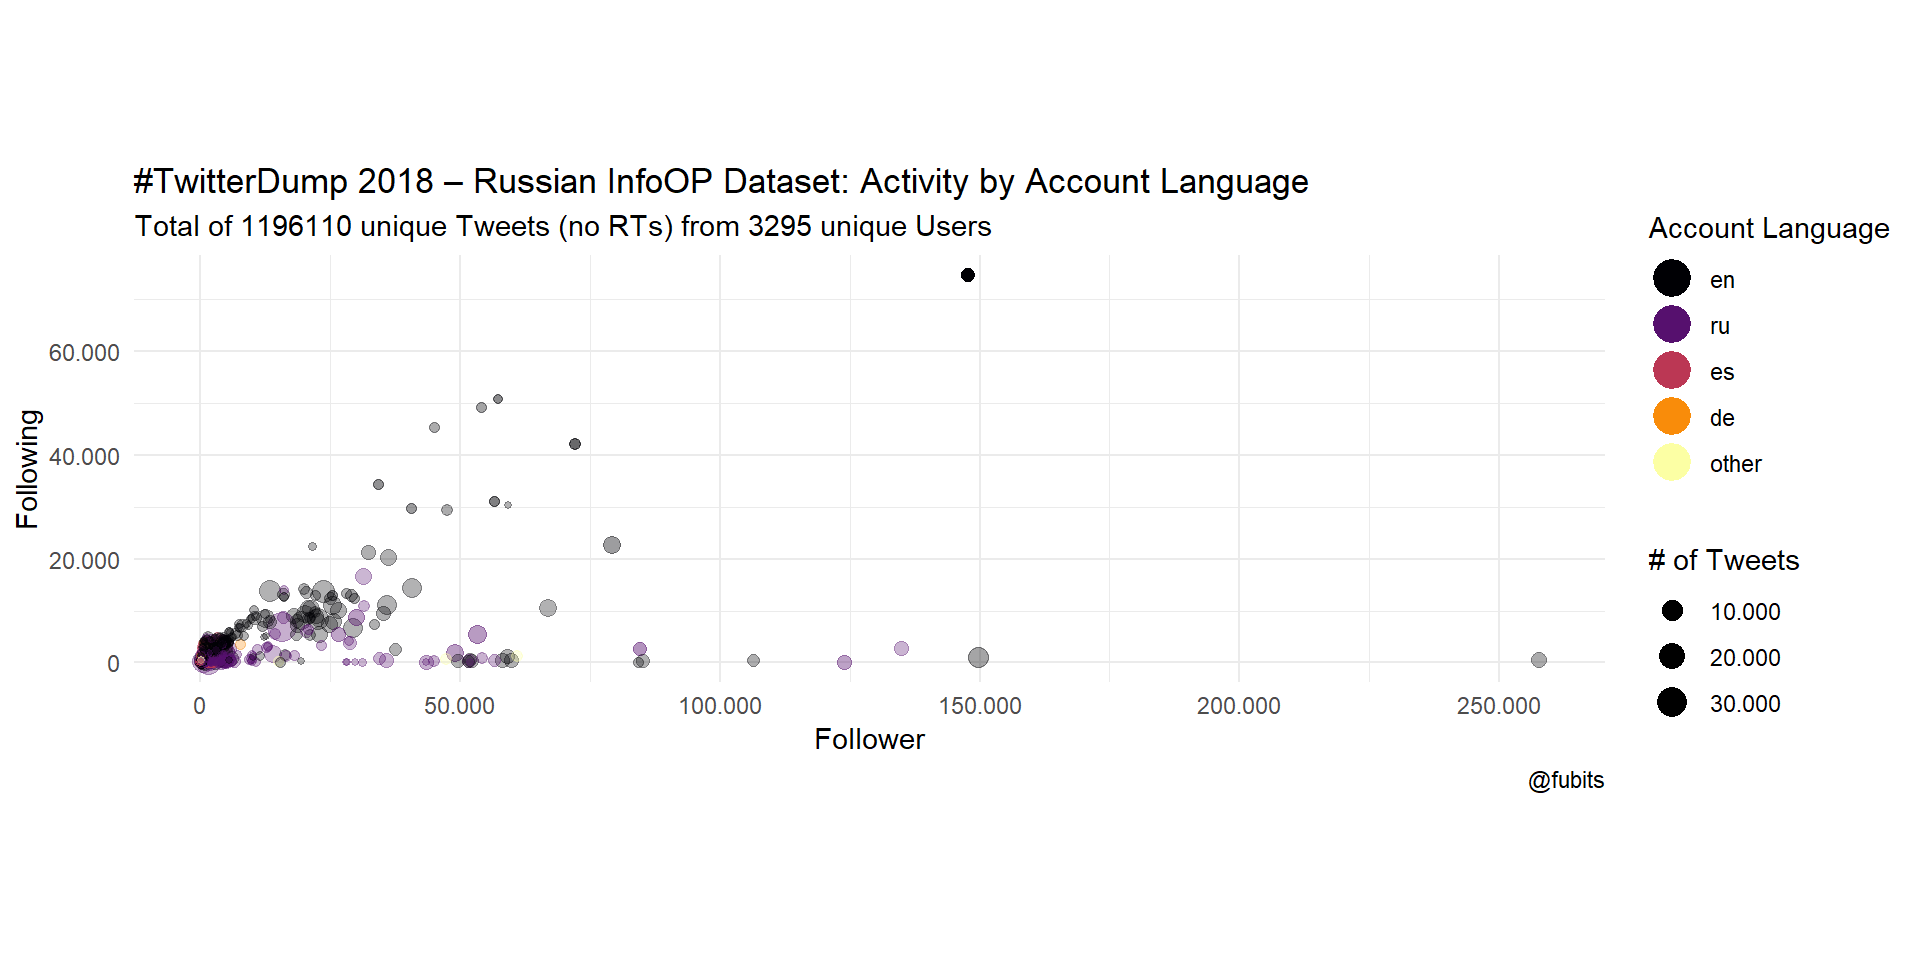 #TwitterDump 2018 – Russian InfoOP Dataset: Activity by Account Language
Total of 1196110 unique Tweets (no RTs) from 3295 unique Users
Following
60.000
40.000
20.000
0
0
50.000
100.000
150.000
200.000
250.000
Follower
Account Language
en
ru
es
de
other
# of Tweets
10.000
20.000
30.000
@fubits